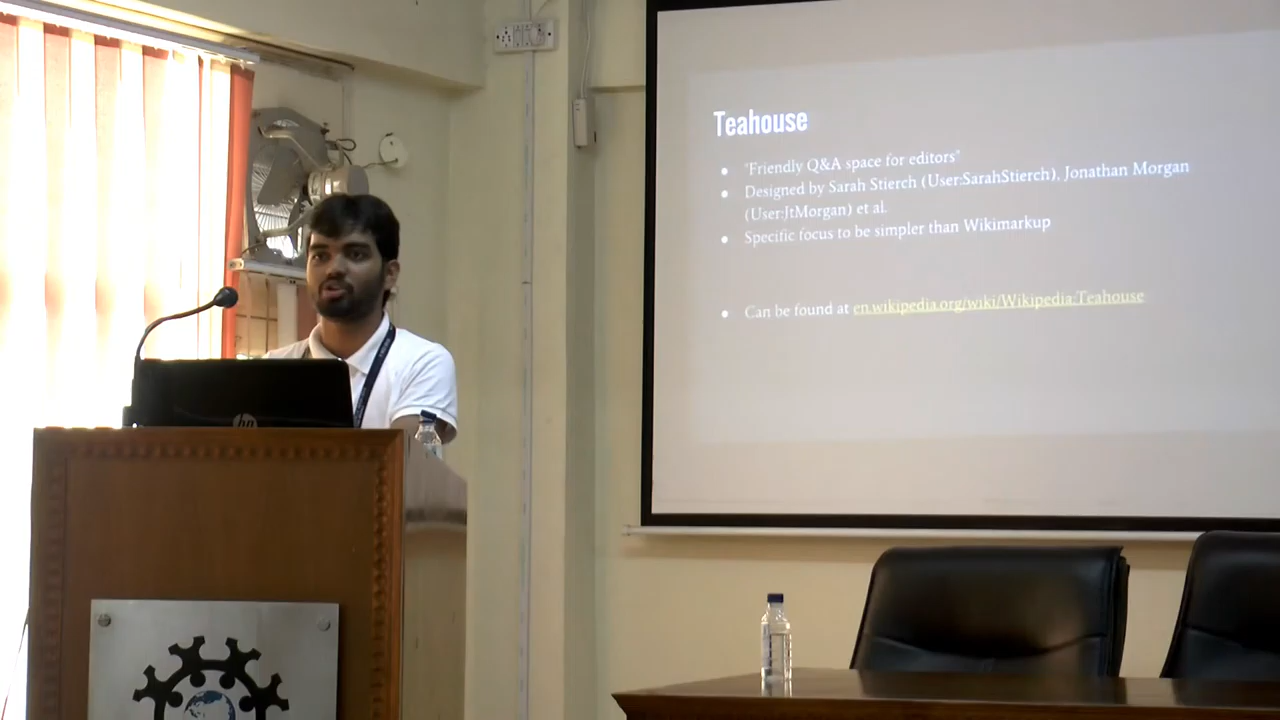 Teahouse
"Friendly Q&A space for editors"
Designed by Sarah Stierch (User:SarahStierch), Jonathan Morgan
(User:JtMorgan) et al.
Specific focus to be simpler than Wikimarkup
Can be found at en.wikipedia.org/wiki/Wikipedia:Teahouse
hp